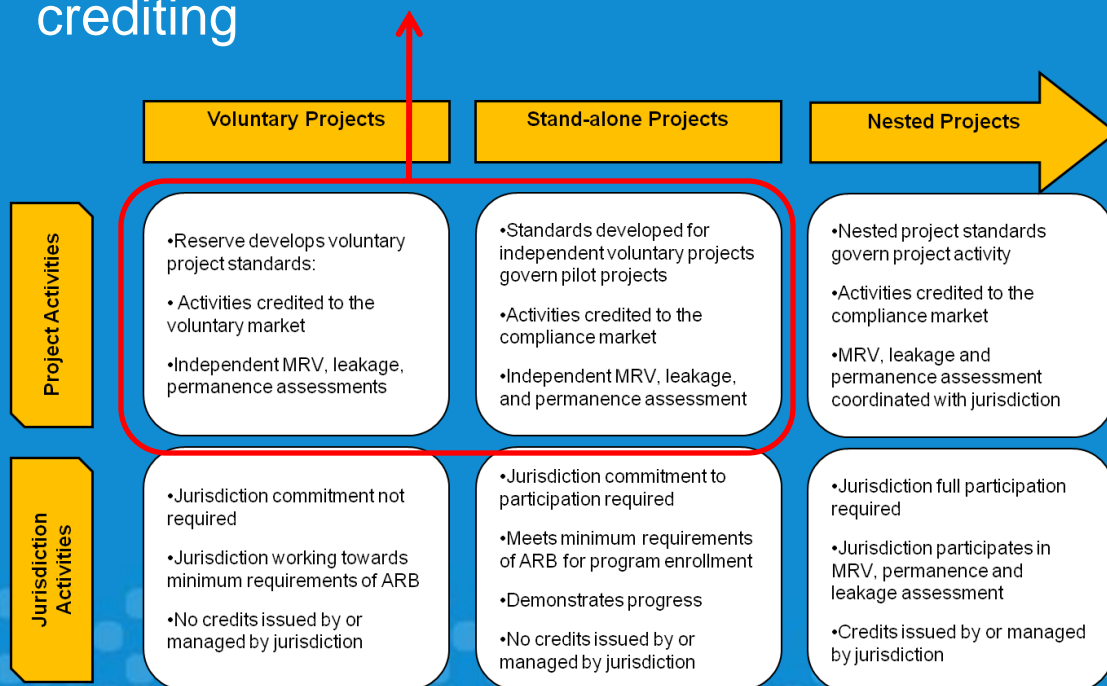 crediting
Voluntary Projects
Stand-alone Projects
Nested Projects
Project Activities
•Reserve develops voluntary
project standards:
• Activities credited to the
voluntary market
•Independent MRV, leakage,
permanence assessments
•Standards developed for
independent voluntary projects
govern pilot projects
•Activities credited to the
compliance market
•Independent MRV, leakage,
and permanence assessment
•Nested project standards
govern project activity
•Activities credited to the
compliance market
•MRV, leakage and
permanence assessment
coordinated with jurisdiction
Jurisdiction
Activities
•Jurisdiction commitment not
required
•Jurisdiction working towards
minimum requirements of ARB
•No credits issued by or
managed by jurisdiction
•Jurisdiction commitment to
participation required
•Meets minimum requirements
of ARB for program enrollment
•Demonstrates progress
•No credits issued by or
managed by jurisdiction
•Jurisdiction full participation
required
•Jurisdiction participates in
MRV, permanence and
leakage assessment
•Credits issued by or managed
by jurisdiction